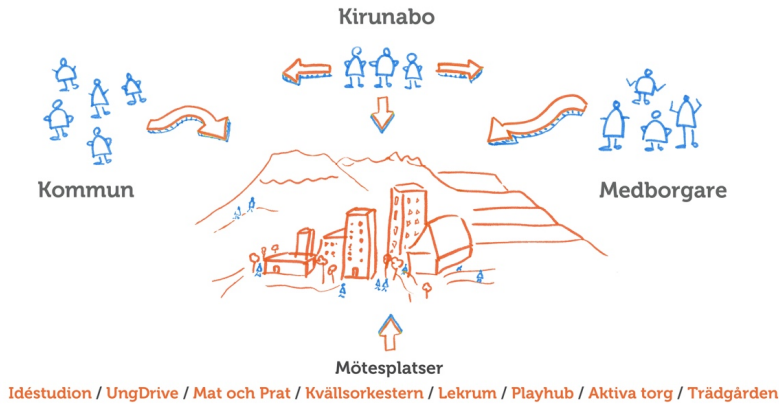 Kirunabo
Kommun
Medborgare
Mötesplatser
Idéstudion / UngDrive / Mat och Prat / Kvällsorkestern / Lekrum / Playhub / Aktiva torg / Trädgården